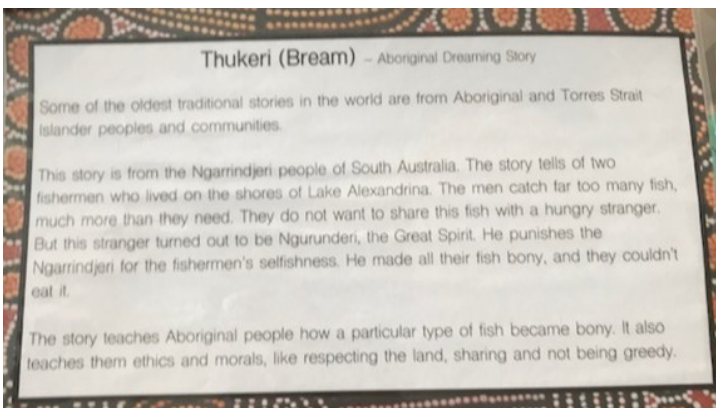 Thukeri (Bream) – Aboriginal Dreaming Story
Some of the oldest traditional stories in the world are from Aboriginal and Torres Strait
Islander peoples and communities.
This story is from the Ngarrindjeri people of South Australia. The story tells of two
fishermen who lived on the shores of Lake Alexandrina. The men catch far too many fish,
much more than they need. They do not want to share this fish with a hungry stranger.
But this stranger turned out to be Ngurunderi, the Great Spirit. He punishes the
Ngarrindjeri for the fishermen's selfishness. He made all their fish bony, and they couldn't
eat it.
The story teaches Aboriginal people how a particular type of fish became bony. It also
teaches them ethics and morals, like respecting the land, sharing and not being greedy.